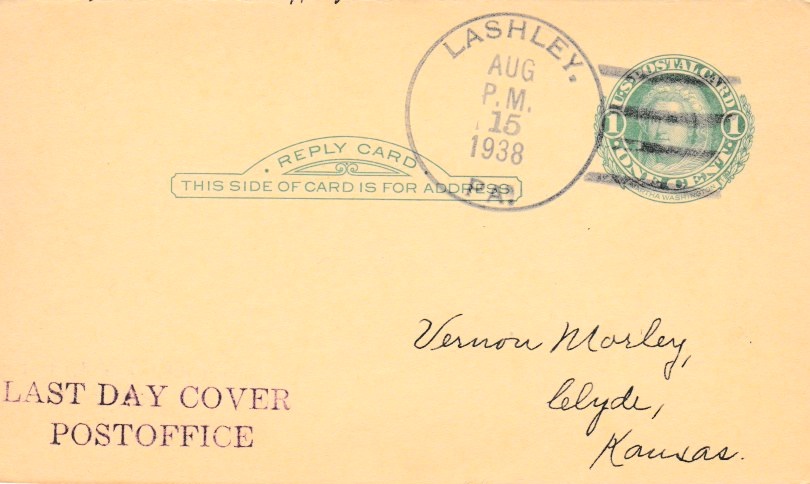 LASHLEY.
AUG
P.M.
15
1938
PA.
U.S. POSTAL CARD
1 1
ONE CENT
MARTHA WASHINGTON
REPLY CARD
THIS SIDE OF CARD IS FOR ADDRESS
Vernon Morley,
Clyde,
Kansas.
LAST DAY COVER
POSTOFFICE